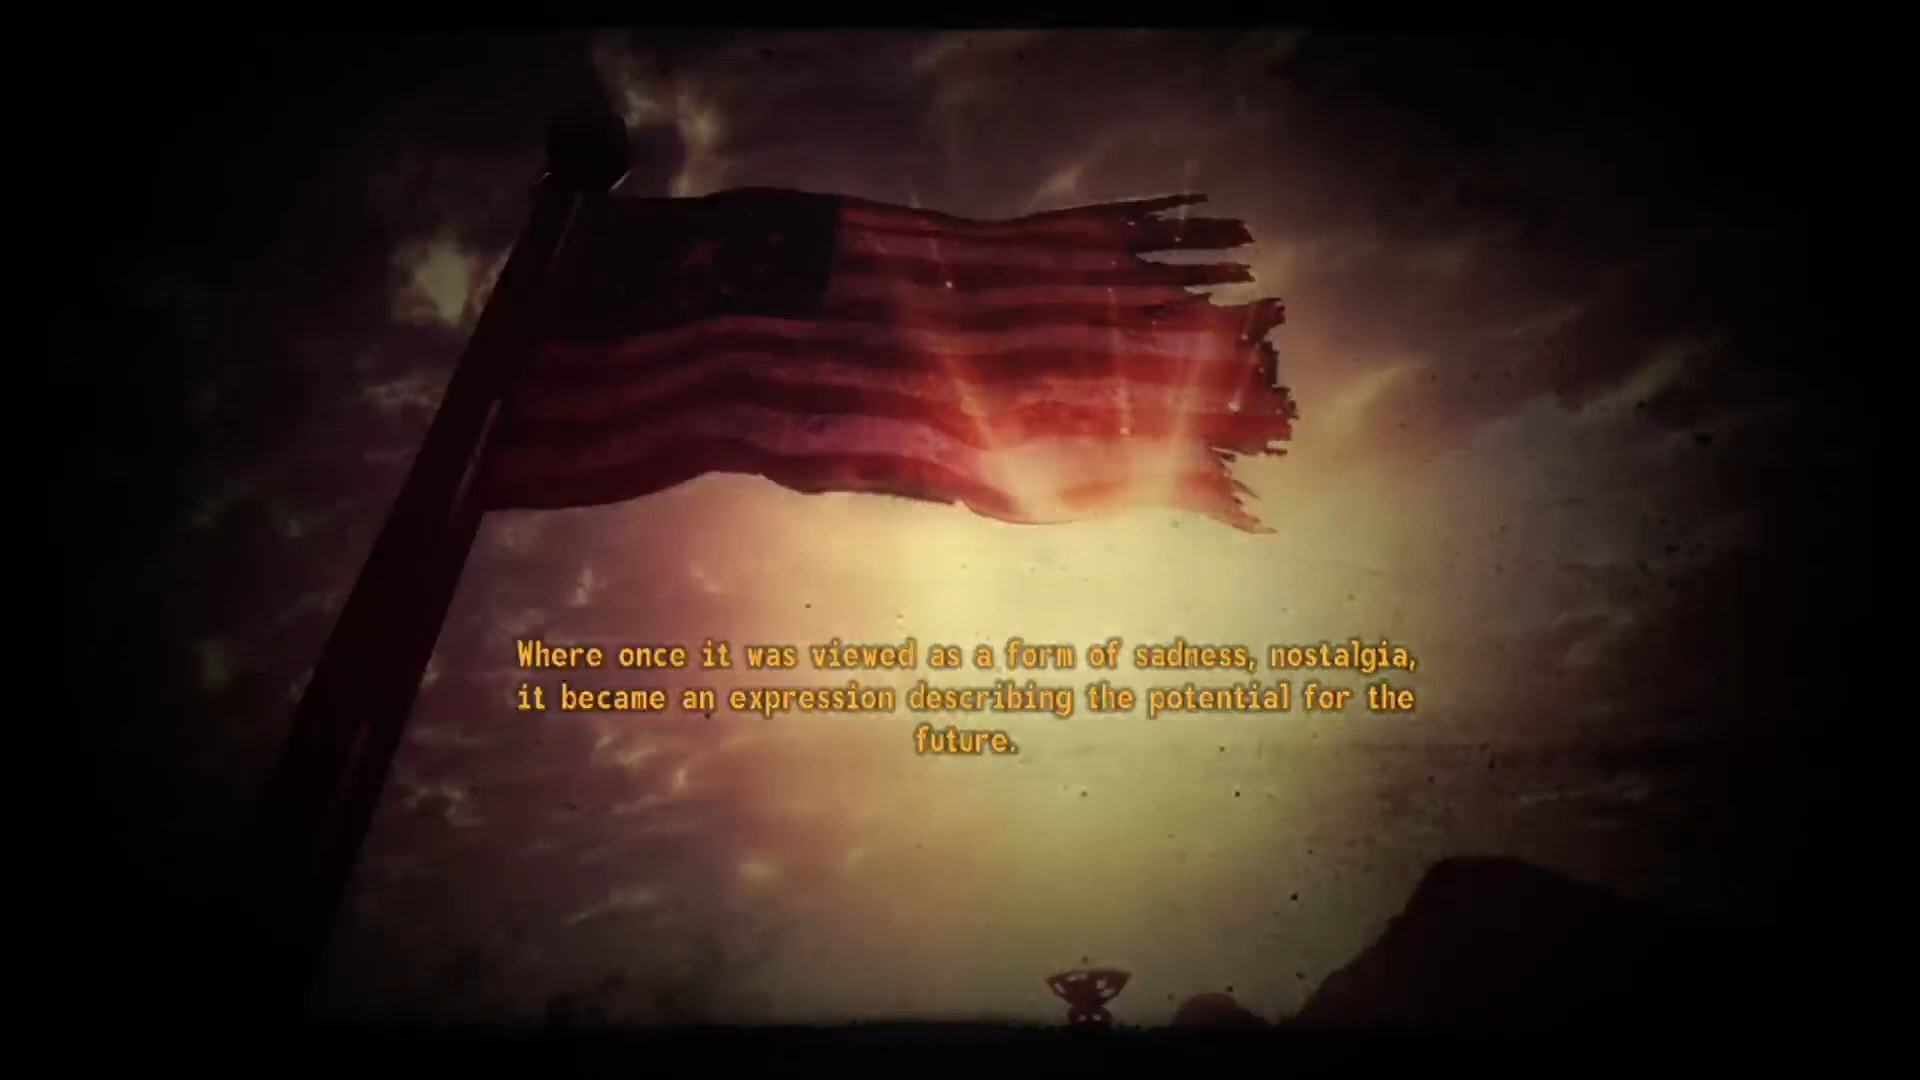 Where once it was viewed as a form of sadness, nostalgia,
it became an expression describing the potential for the
future.